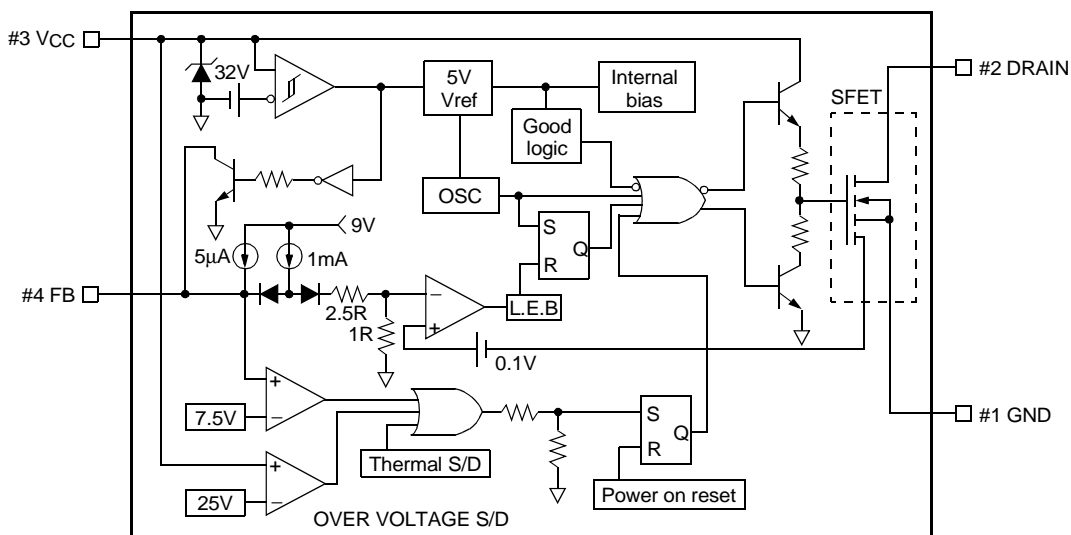 #3 VCC
32V
5V
Vref
Internal
bias
#2 DRAIN
SFET
Good
logic
OSC
9V
5μA
1mA
S
R
Q
#4 FB
2.5R
1R
−
+
L.E.B
0.1V
+
−
7.5V
Thermal S/D
S
R
Q
#1 GND
+
−
25V
Power on reset
OVER VOLTAGE S/D